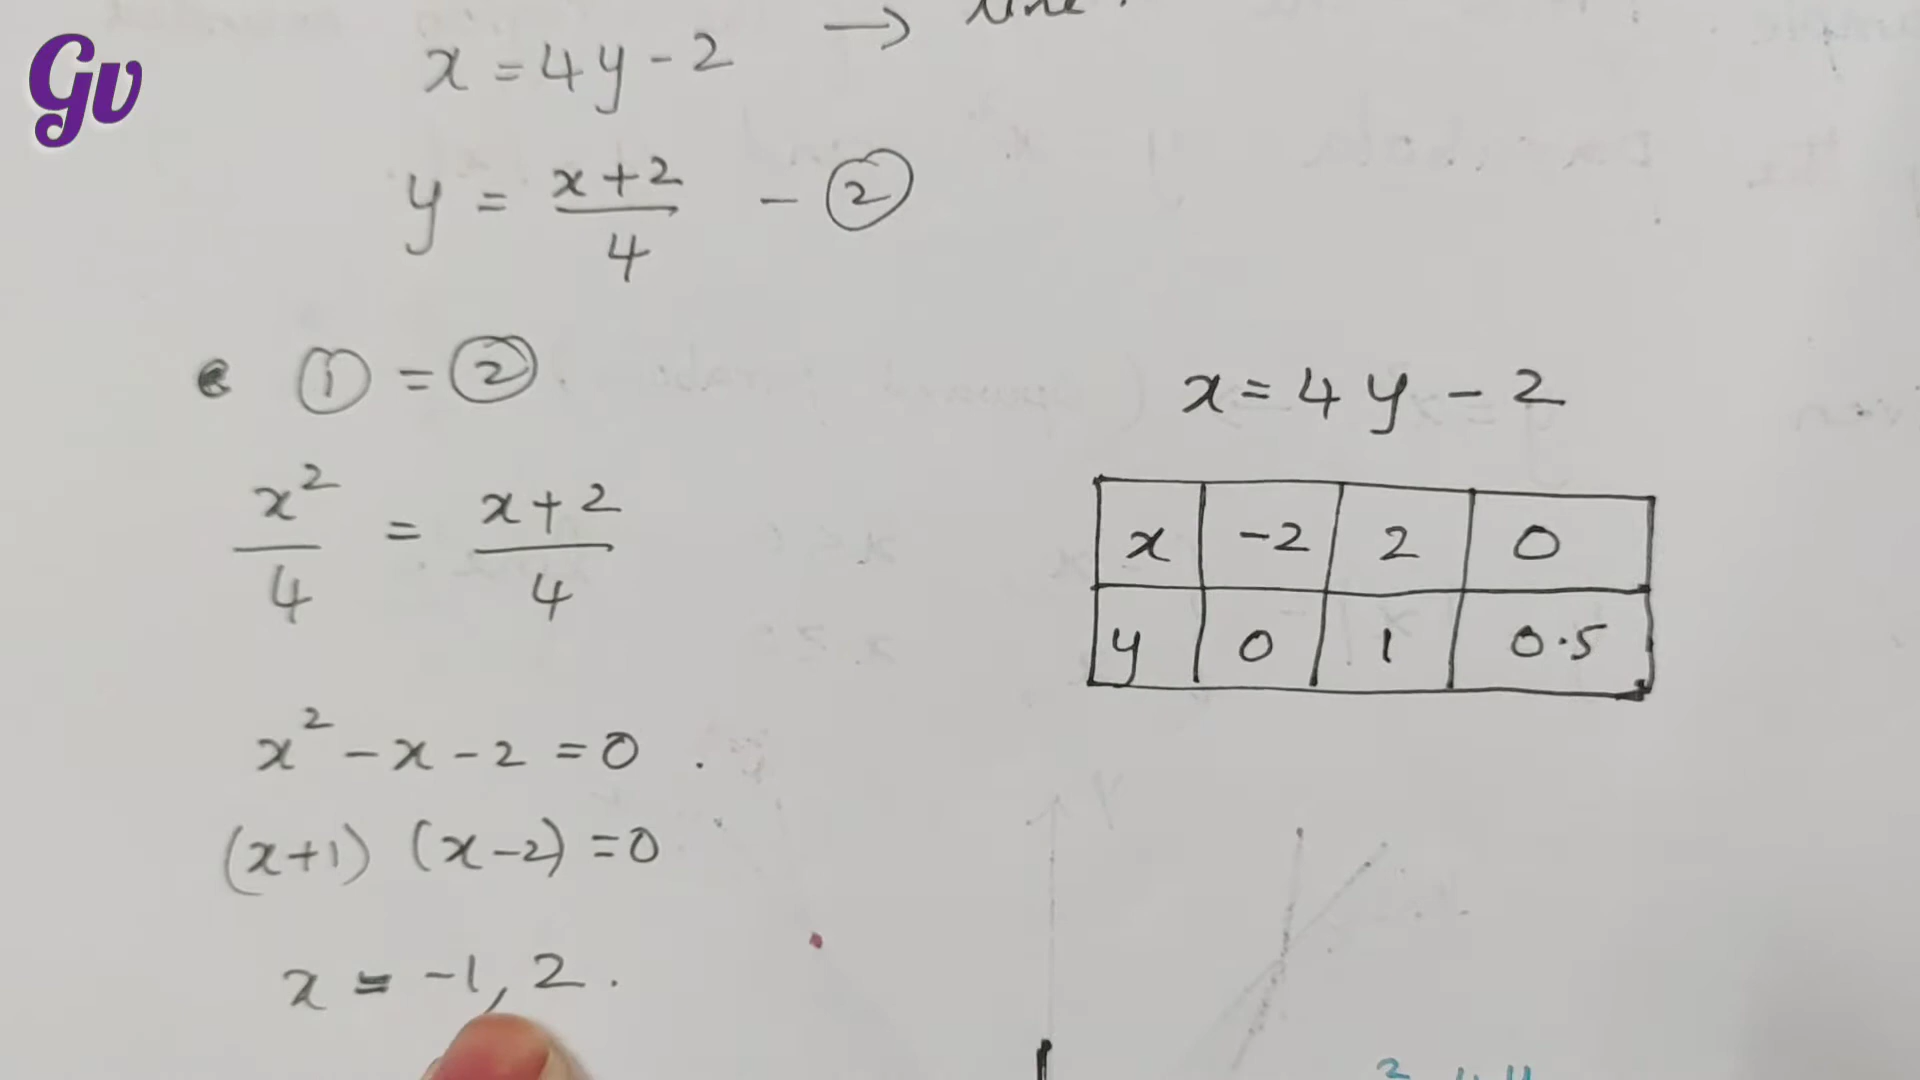 Gv
x = 4y - 2 →
y = x+2/4 - ②
① = ②
x²/4 = x+2/4
x² - x - 2 = 0 .
(x+1) (x-2) = 0
x = -1, 2 .
x = 4y - 2
x -2 2 0
y 0 1 0.5